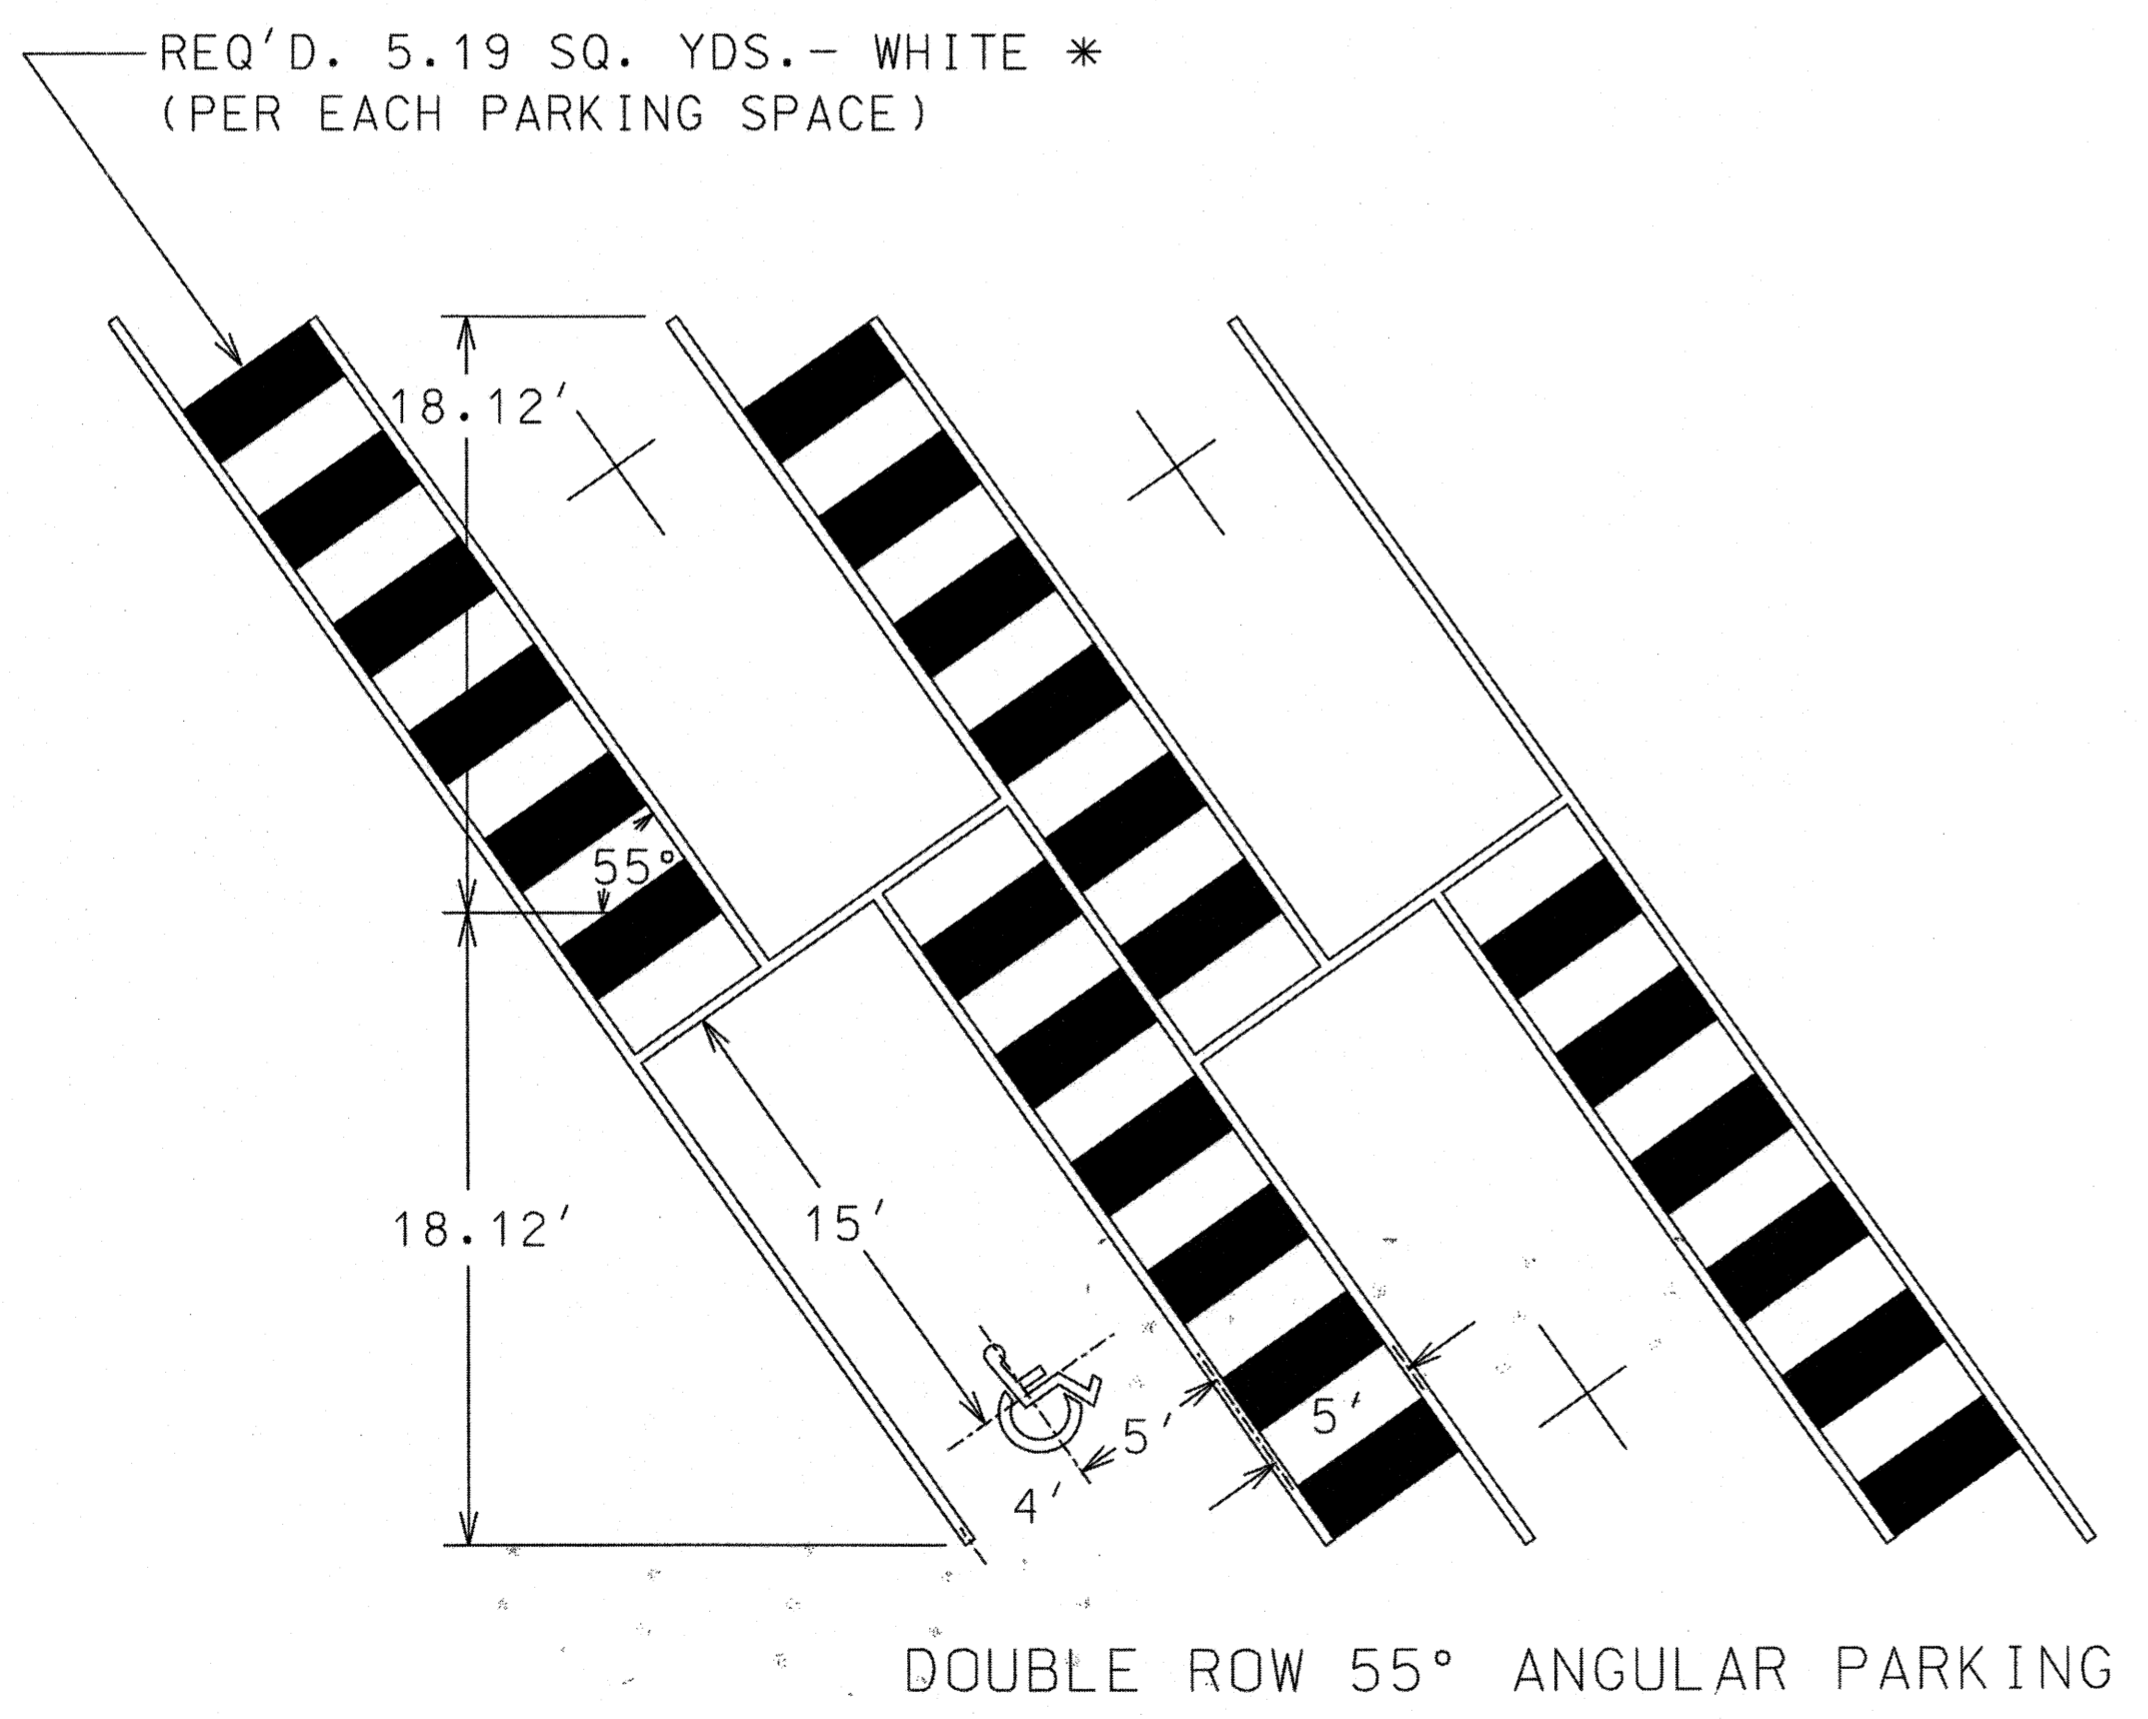 REQ'D. 5.19 SQ. YDS.- WHITE *
(PER EACH PARKING SPACE)
18.12'
55°
18.12'
15'
5'
5'
4'
DOUBLE ROW 55° ANGULAR PARKING